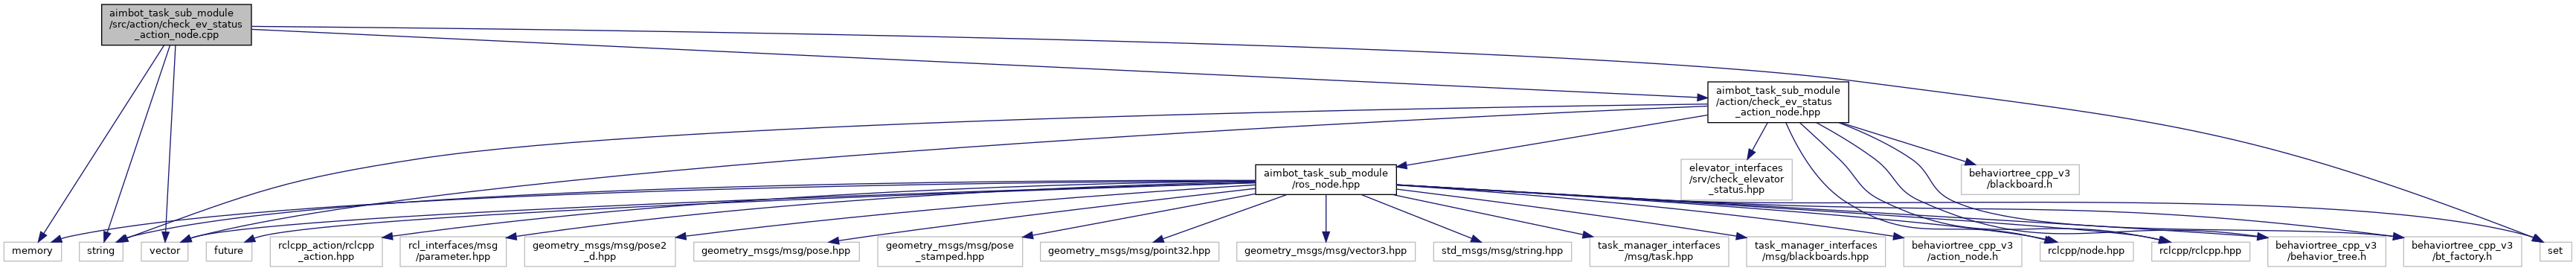 aimbot_task_sub_module
/src/action/check_ev_status
_action_node.cpp
aimbot_task_sub_module
/action/check_ev_status
_action_node.hpp
aimbot_task_sub_module
/ros_node.hpp
elevator_interfaces
/srv/check_elevator
_status.hpp
behaviortree_cpp_v3
/blackboard.h
memory
string
vector
future
rclcpp_action/rclcpp
_action.hpp
rcl_interfaces/msg
/parameter.hpp
geometry_msgs/msg/pose2
_d.hpp
geometry_msgs/msg/pose.hpp
geometry_msgs/msg/pose
_stamped.hpp
geometry_msgs/msg/point32.hpp
geometry_msgs/msg/vector3.hpp
std_msgs/msg/string.hpp
task_manager_interfaces
/msg/task.hpp
task_manager_interfaces
/msg/blackboards.hpp
behaviortree_cpp_v3
/action_node.h
rclcpp/node.hpp
rclcpp/rclcpp.hpp
behaviortree_cpp_v3
/behavior_tree.h
behaviortree_cpp_v3
/bt_factory.h
set